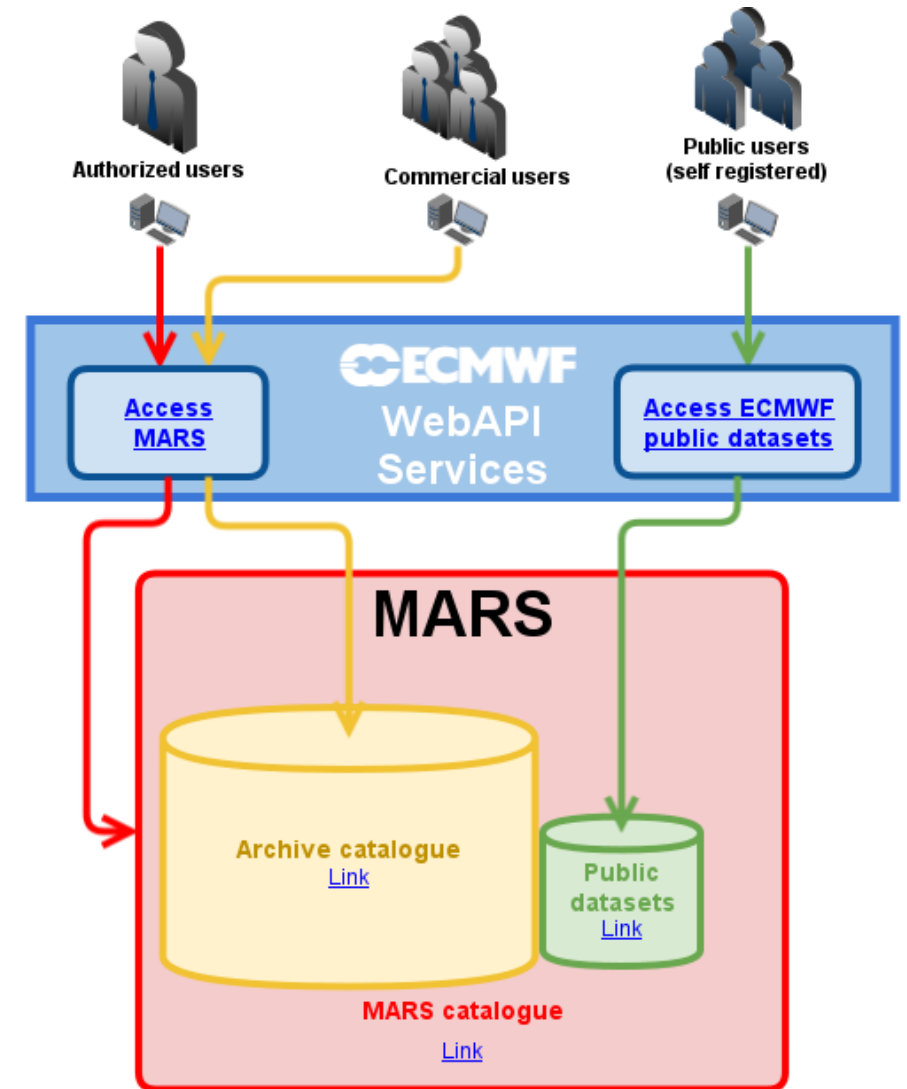 Authorized users
Commercial users
Public users
(self registered)
ECMWF
WebAPI
Services
Access
MARS
Access ECMWF
public datasets
MARS
Archive catalogue
Link
Public
datasets
Link
MARS catalogue
Link